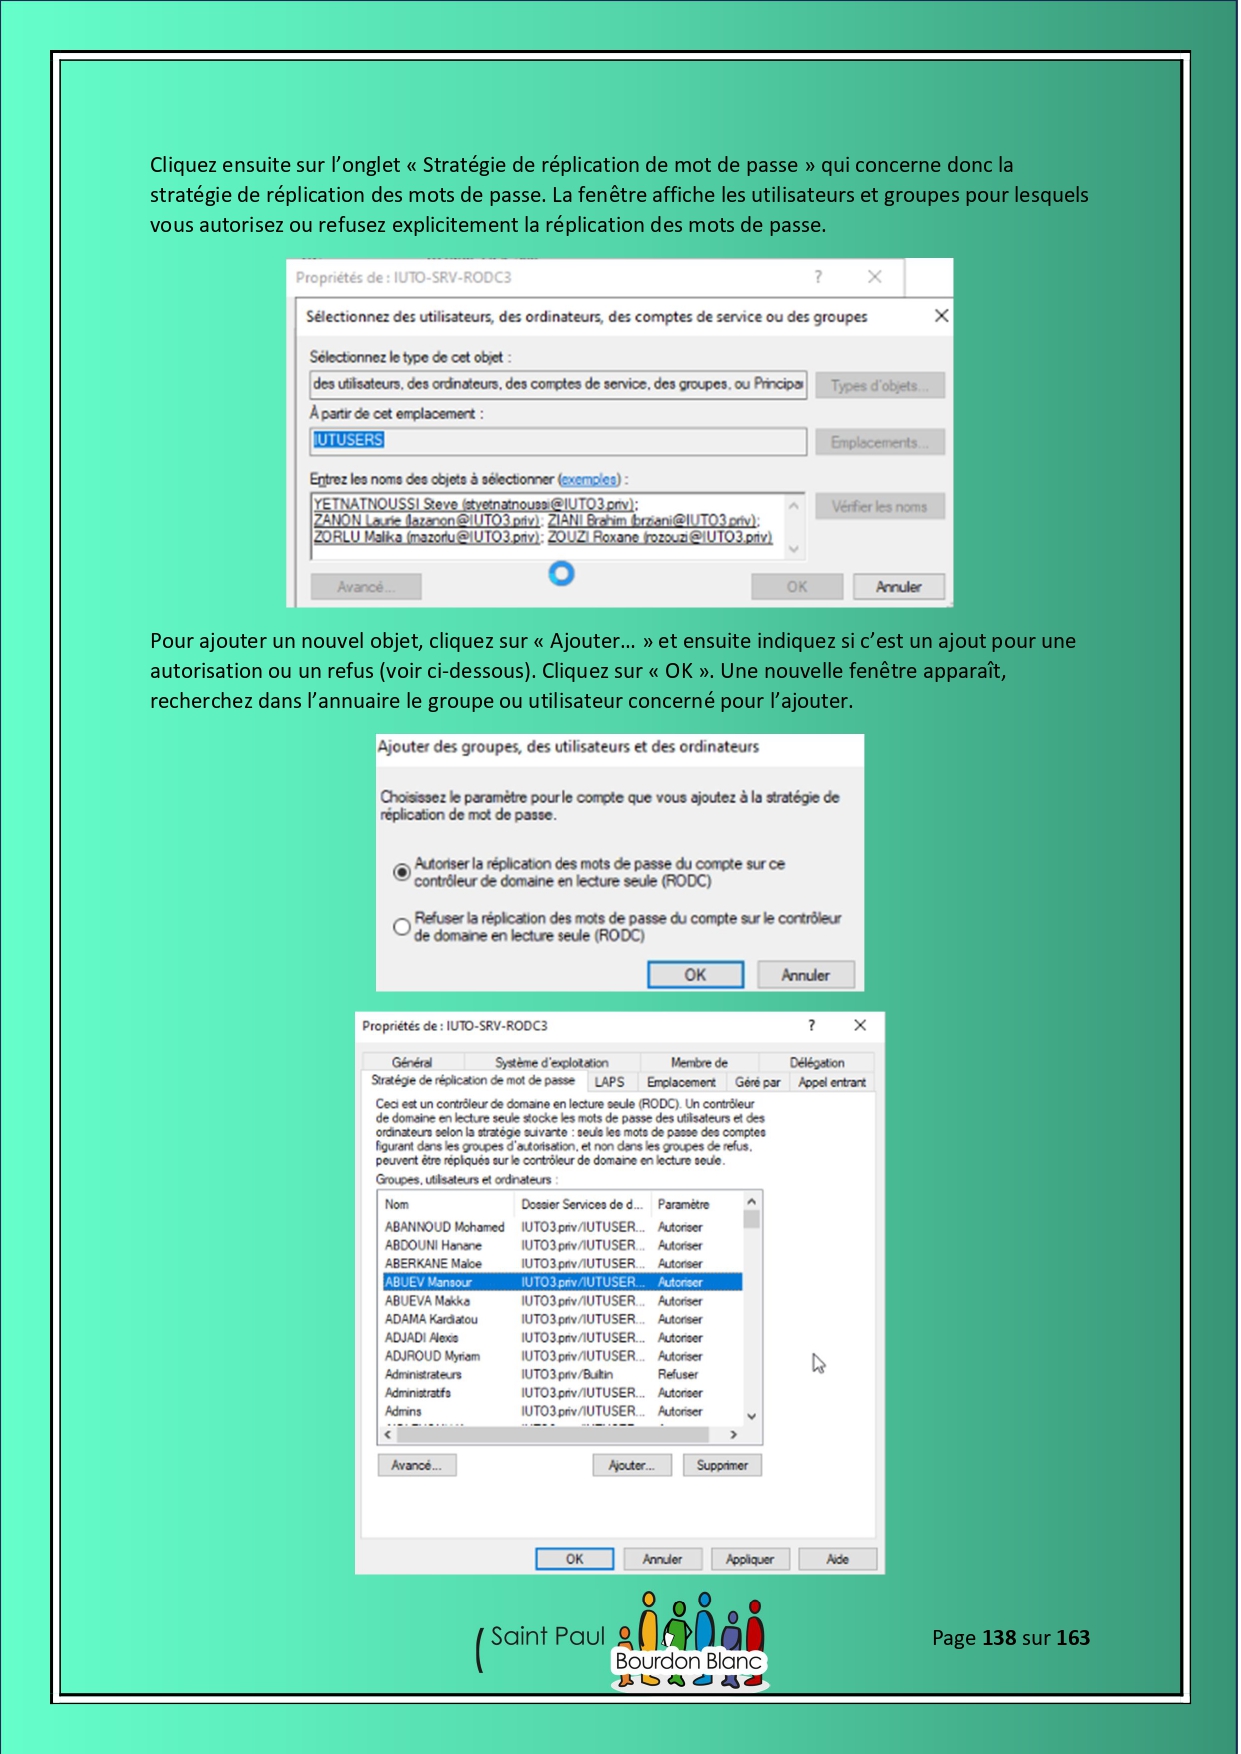 Cliquez ensuite sur l’onglet « Stratégie de réplication de mot de passe » qui concerne donc la
stratégie de réplication des mots de passe. La fenêtre affiche les utilisateurs et groupes pour lesquels
vous autorisez ou refusez explicitement la réplication des mots de passe.
Propriétés de : IUTO-SRV-RODC3 ?
Sélectionnez des utilisateurs, des ordinateurs, des comptes de service ou des groupes
Sélectionnez le type de cet objet :
des utilisateurs, des ordinateurs, des comptes de service, des groupes, ou Principa
Types d'objets...
À partir de cet emplacement :
IUTUSERS
Emplacements...
Entrez les noms des objets à sélectionner (exemples) :
YETNATNOUSSI Steve (styetnatnoussi@IUTO3.priv);
ZANON Laurie (lazanon@IUTO3.priv); ZIANI Brahim (brziani@IUTO3.priv);
ZORLU Malika (mazorlu@IUTO3.priv); ZOUZI Roxane (rozouzi@IUTO3.priv)
Vérifier les noms
Avancé... OK Annuler
Pour ajouter un nouvel objet, cliquez sur « Ajouter… » et ensuite indiquez si c’est un ajout pour une
autorisation ou un refus (voir ci-dessous). Cliquez sur « OK ». Une nouvelle fenêtre apparaît,
recherchez dans l’annuaire le groupe ou utilisateur concerné pour l’ajouter.
Ajouter des groupes, des utilisateurs et des ordinateurs
Choisissez le paramètre pour le compte que vous ajoutez à la stratégie de
réplication de mot de passe.
Autoriser la réplication des mots de passe du compte sur ce
contrôleur de domaine en lecture seule (RODC)
Refuser la réplication des mots de passe du compte sur le contrôleur
de domaine en lecture seule (RODC)
OK Annuler
Propriétés de : IUTO-SRV-RODC3 ?
Général Système d'exploitation Membre de Délégation
Stratégie de réplication de mot de passe LAPS Emplacement Géré par Appel entrant
Ceci est un contrôleur de domaine en lecture seule (RODC). Un contrôleur
de domaine en lecture seule stocke les mots de passe des utilisateurs et des
ordinateurs selon la stratégie suivante : seuls les mots de passe des comptes
figurant dans les groupes d'autorisation, et non dans les groupes de refus,
peuvent être répliqués sur le contrôleur de domaine en lecture seule.
Groupes, utilisateurs et ordinateurs :
Nom Dossier Services de d... Paramètre
ABANNOUD Mohamed IUTO3.priv/IUTUSER... Autoriser
ABDOUNI Hanane IUTO3.priv/IUTUSER... Autoriser
ABERKANE Maloe IUTO3.priv/IUTUSER... Autoriser
ABUEV Mansour IUTO3.priv/IUTUSER... Autoriser
ABUEVA Makka IUTO3.priv/IUTUSER... Autoriser
ADAMA Kardiatou IUTO3.priv/IUTUSER... Autoriser
ADJADI Alexis IUTO3.priv/IUTUSER... Autoriser
ADJROUD Myriam IUTO3.priv/IUTUSER... Autoriser
Administrateurs IUTO3.priv/Builtin Refuser
Administratifs IUTO3.priv/IUTUSER... Autoriser
Admins IUTO3.priv/IUTUSER... Autoriser
Avancé... Ajouter... Supprimer
OK Annuler Appliquer Aide
Saint Paul
Bourdon Blanc
Page 138 sur 163